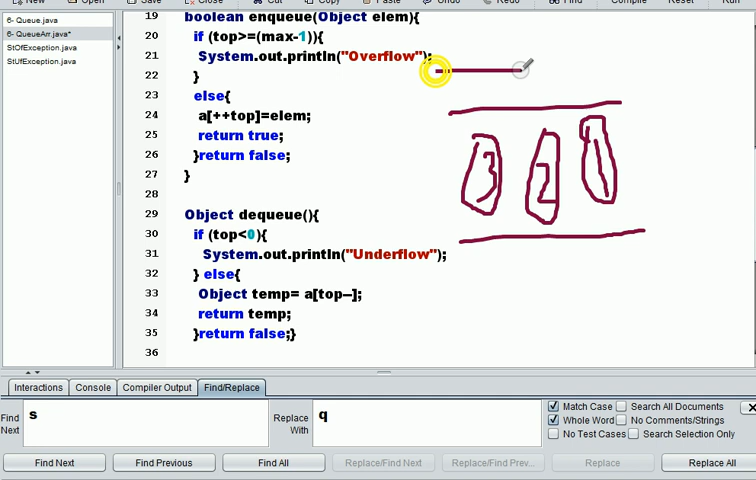 New Open Save Close Cut Copy Paste Find Compile Reset Run
6- Queue.java
6- QueueArr.java*
StOfException.java
StUfException.java
19 boolean enqueue(Object elem){
20 if (top>=(max-1)){
21 System.out.println("Overflow");
22 }
23 else{
24 a[++top]=elem;
25 return true;
26 }return false;
27 }
28
29 Object dequeue(){
30 if (top<0){
31 System.out.println("Underflow");
32 } else{
33 Object temp= a[top--];
34 return temp;
35 }return false;}
36
3 2 1
Interactions Console Compiler Output Find/Replace
Find Next s Replace With q
Match Case Search All Documents
Whole Word No Comments/Strings
No Test Cases Search Selection Only
Find Next Find Previous Find All Replace/Find Next Replace/Find Prev... Replace Replace All